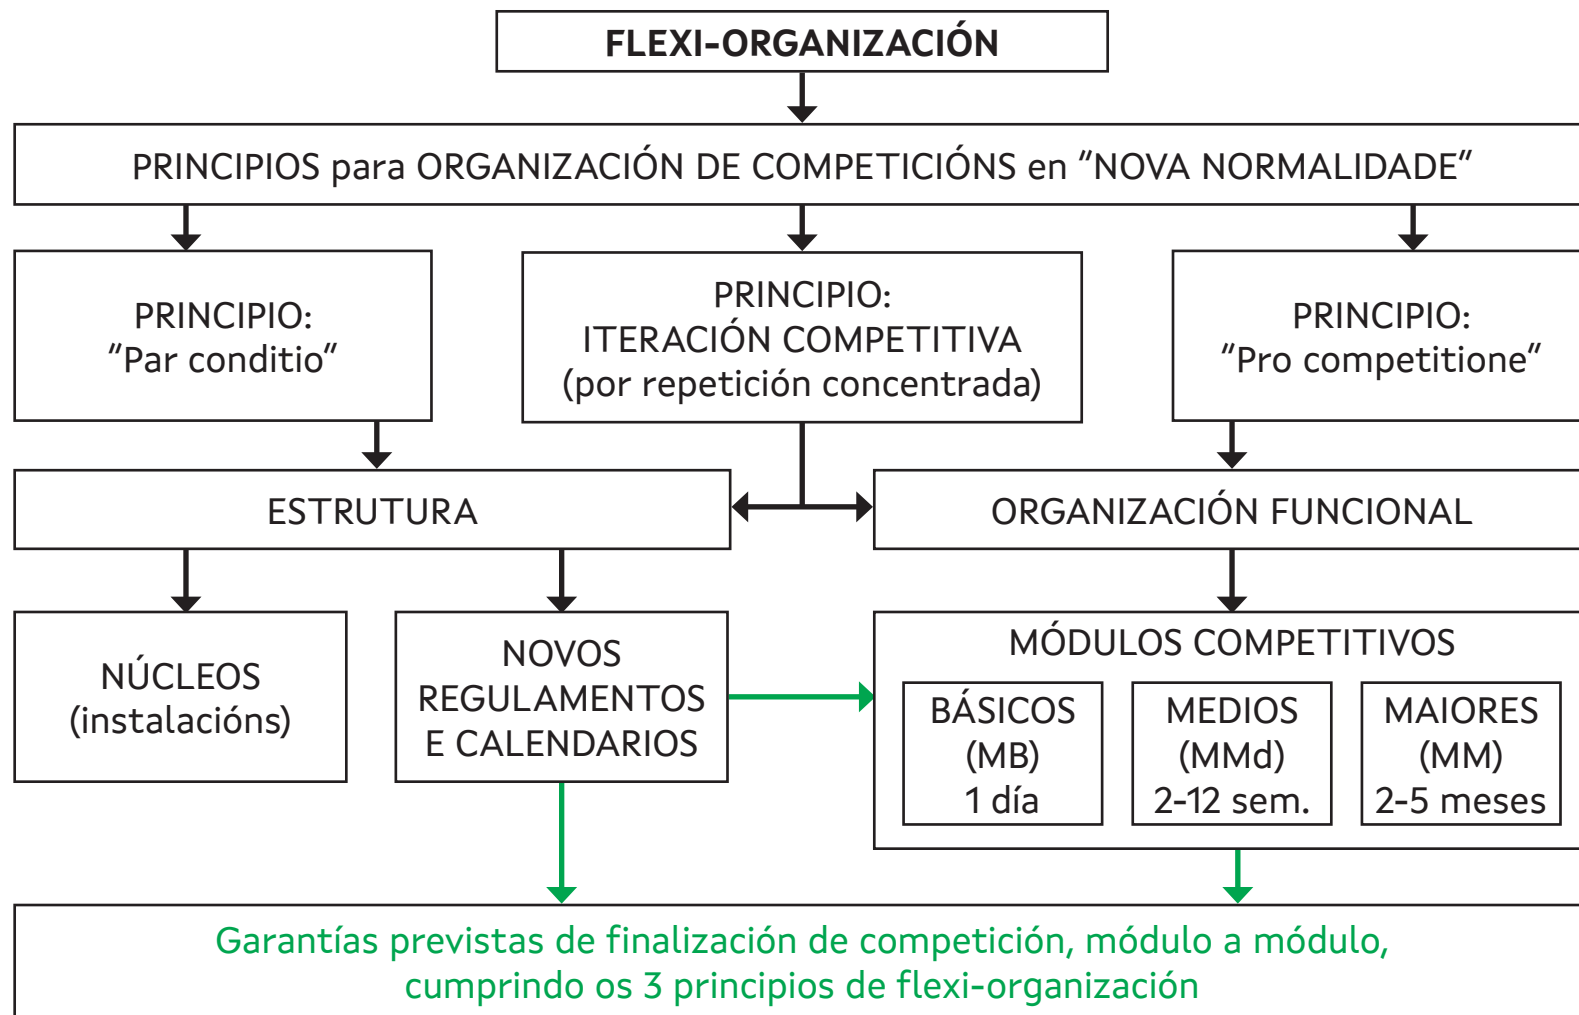 FLEXI-ORGANIZACIÓN
PRINCIPIOS para ORGANIZACIÓN DE COMPETICIÓNS en “NOVA NORMALIDADE“
PRINCIPIO:
“Par conditio“
PRINCIPIO:
ITERACIÓN COMPETITIVA
(por repetición concentrada)
PRINCIPIO:
“Pro competitione“
ESTRUTURA
ORGANIZACIÓN FUNCIONAL
NÚCLEOS
(instalacións)
NOVOS
REGULAMENTOS
E CALENDARIOS
MÓDULOS COMPETITIVOS
BÁSICOS
(MB)
1 día
MEDIOS
(MMd)
2-12 sem.
MAIORES
(MM)
2-5 meses
Garantías previstas de finalización de competición, módulo a módulo,
cumprindo os 3 principios de flexi-organización